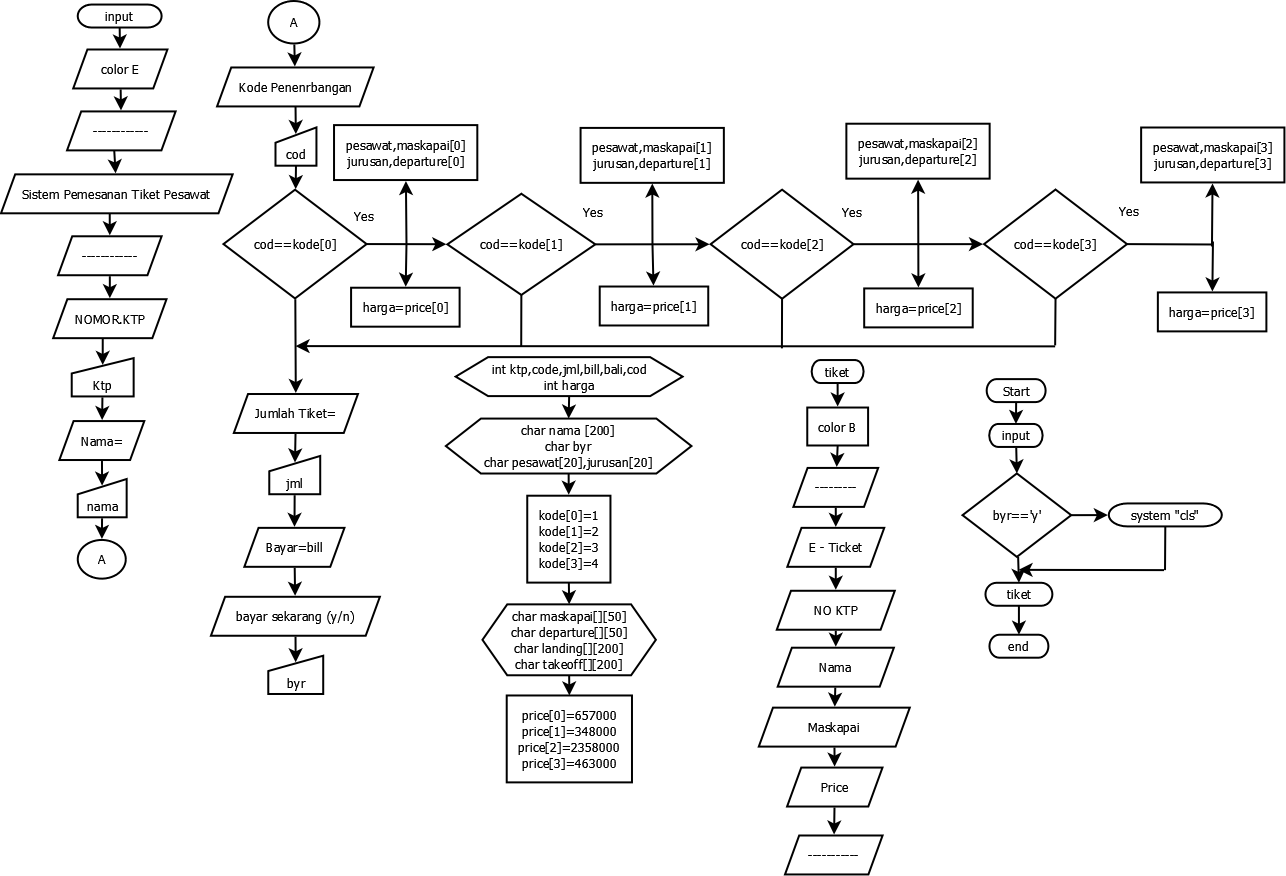 input
color E
-------------
Sistem Pemesanan Tiket Pesawat
-------------
NOMOR.KTP
Ktp
Nama=
nama
A
A
Kode Penenrbangan
cod
cod==kode[0]
Yes
pesawat,maskapai[0]
jurusan,departure[0]
harga=price[0]
cod==kode[1]
Yes
pesawat,maskapai[1]
jurusan,departure[1]
harga=price[1]
cod==kode[2]
Yes
pesawat,maskapai[2]
jurusan,departure[2]
harga=price[2]
cod==kode[3]
Yes
pesawat,maskapai[3]
jurusan,departure[3]
harga=price[3]
Jumlah Tiket=
jml
Bayar=bill
bayar sekarang (y/n)
byr
int ktp,code,jml,bill,bali,cod
int harga
char nama [200]
char byr
char pesawat[20],jurusan[20]
kode[0]=1
kode[1]=2
kode[2]=3
kode[3]=4
char maskapai[][50]
char departure[][50]
char landing[][200]
char takeoff[][200]
price[0]=657000
price[1]=348000
price[2]=2358000
price[3]=463000
tiket
color B
----------
E - Ticket
NO KTP
Nama
Maskapai
Price
------------
Start
input
byr=='y'
system "cls"
tiket
end